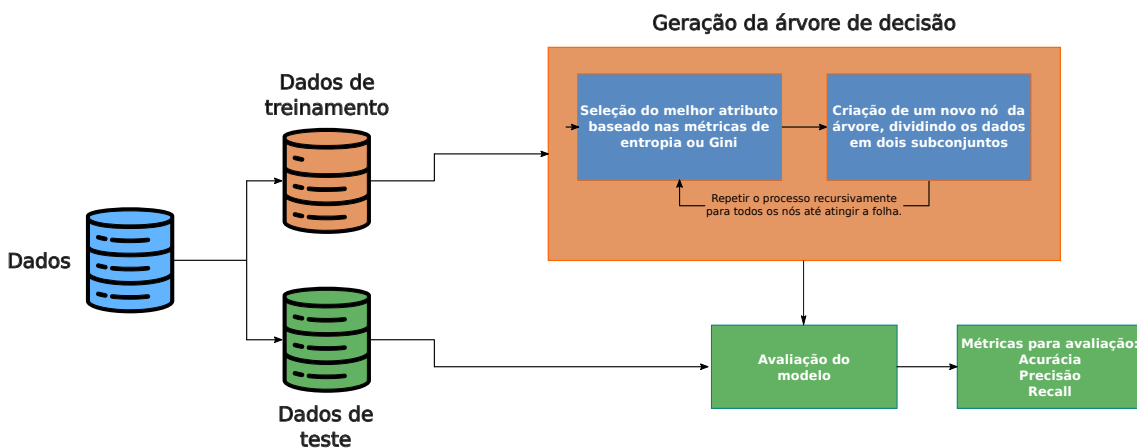 Geração da árvore de decisão
Dados de
treinamento
Seleção do melhor atributo
baseado nas métricas de
entropia ou Gini
Criação de um novo nó  da
árvore, dividindo os dados
em dois subconjuntos
Repetir o processo recursivamente
para todos os nós até atingir a folha.
Dados
Dados de
teste
Avaliação do
modelo
Métricas para avaliação:
Acurácia
Precisão
Recall